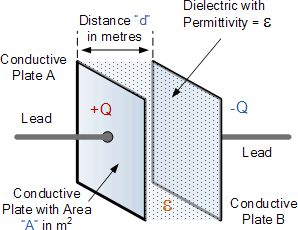 Distance "d"
in metres
Dielectric with
Permittivity = ε
Conductive
Plate A
+Q
-Q
Lead
Lead
Conductive
Plate with Area
"A" in m²
ε
Conductive
Plate B